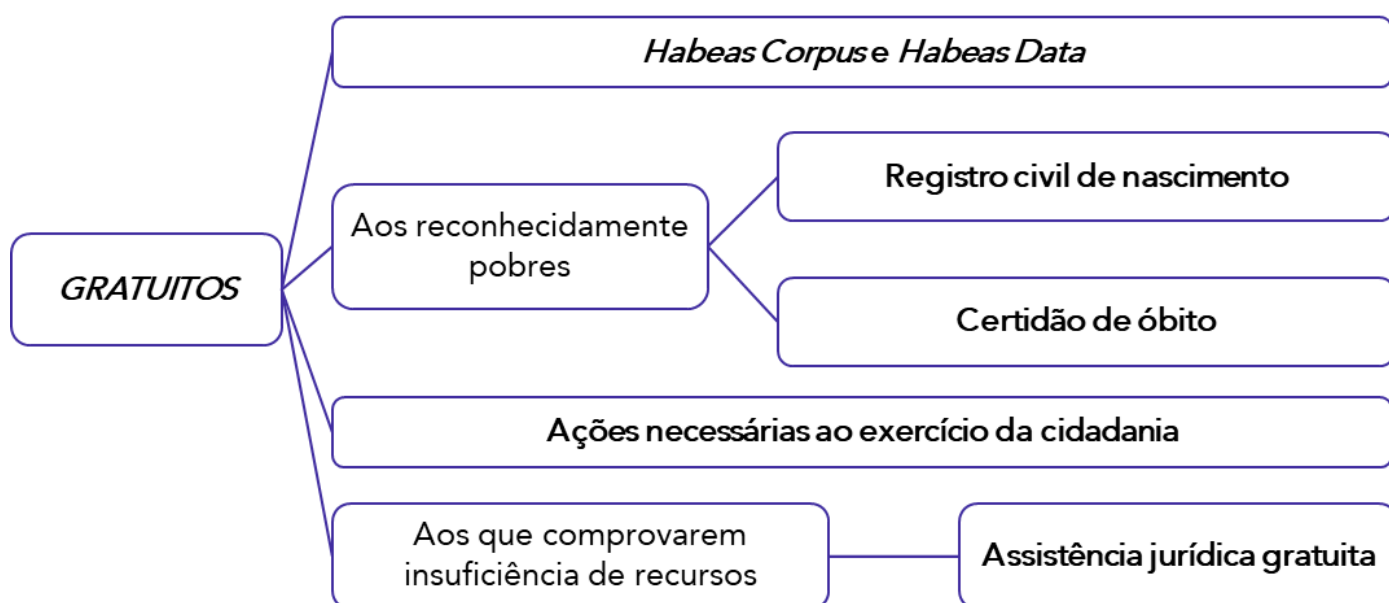 Habeas Corpus e Habeas Data
Registro civil de nascimento
Aos reconhecidamente
pobres
GRATUITOS
Certidão de óbito
Ações necessárias ao exercício da cidadania
Aos que comprovarem
insuficiência de recursos
Assistência jurídica gratuita